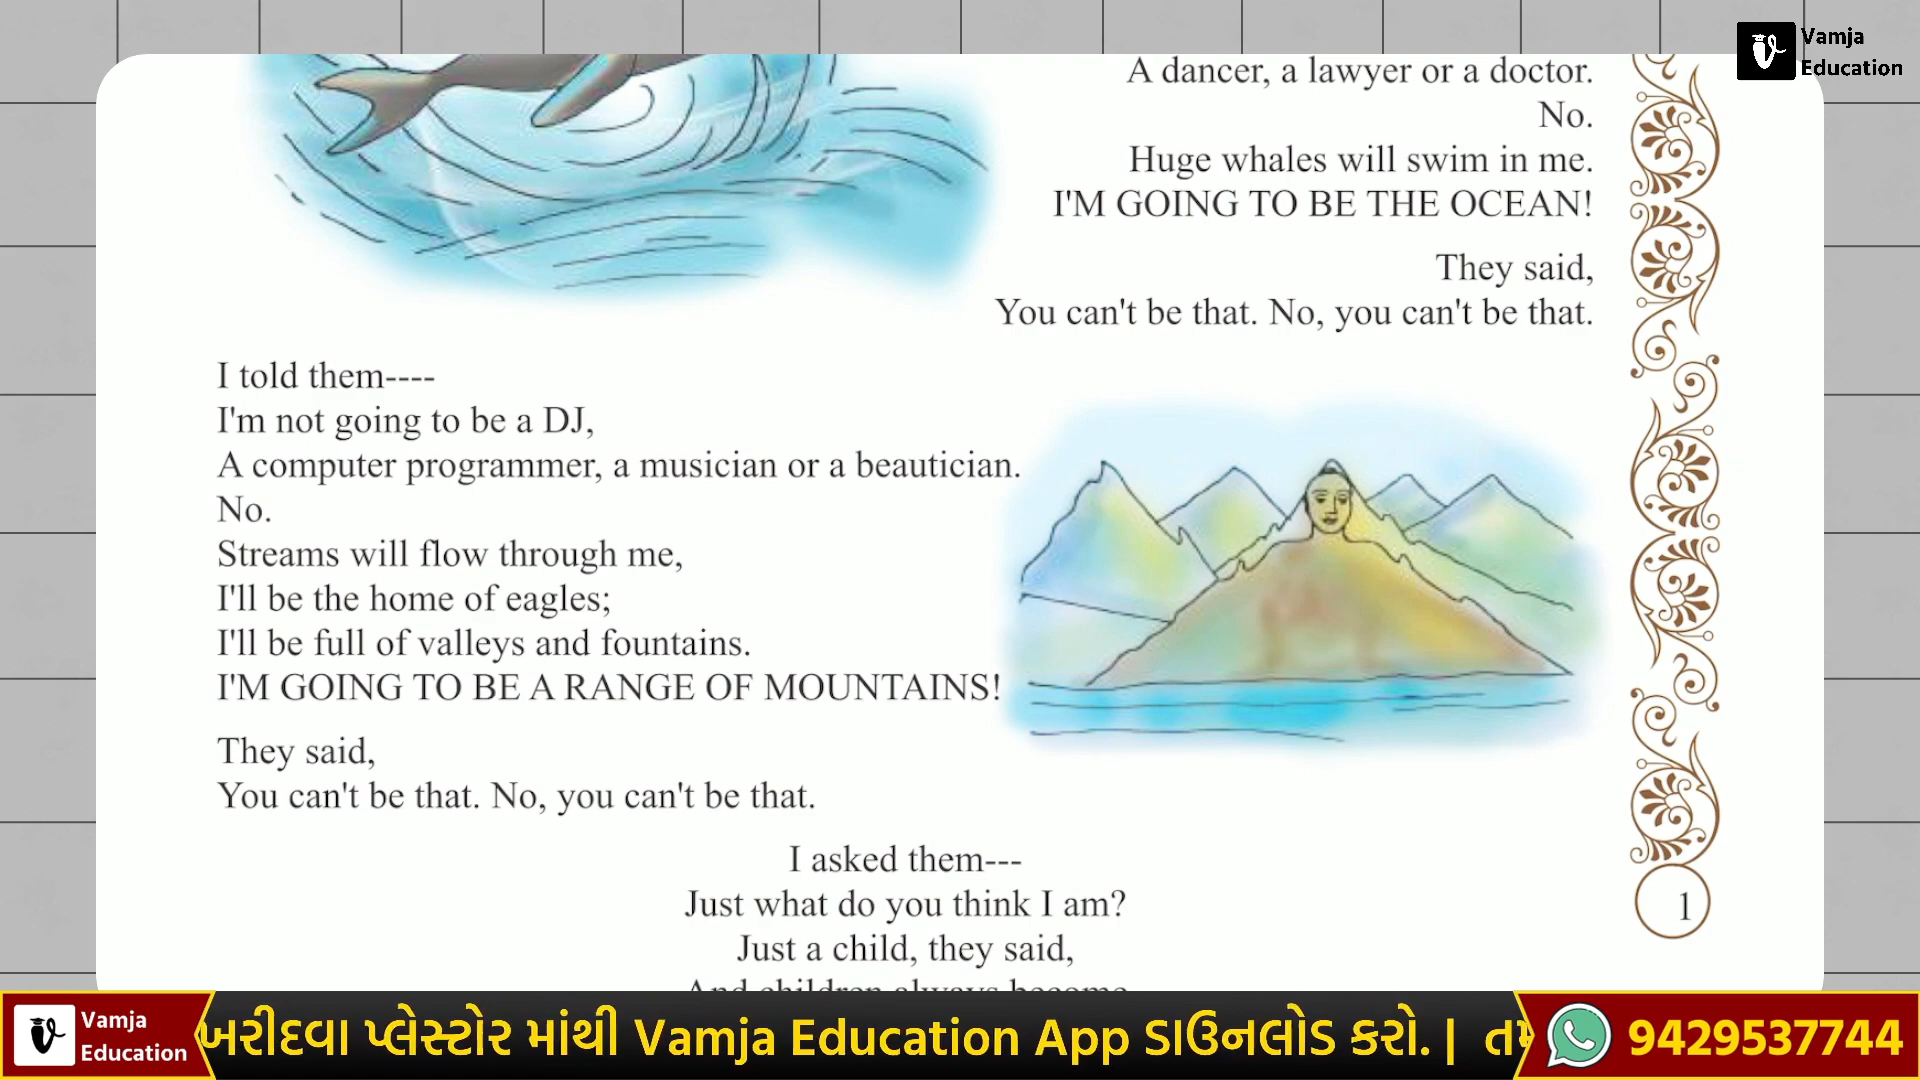 Vamja
Education
A dancer, a lawyer or a doctor.
No.
Huge whales will swim in me.
I'M GOING TO BE THE OCEAN!
They said,
You can't be that. No, you can't be that.
I told them----
I'm not going to be a DJ,
A computer programmer, a musician or a beautician.
No.
Streams will flow through me,
I'll be the home of eagles;
I'll be full of valleys and fountains.
I'M GOING TO BE A RANGE OF MOUNTAINS!
They said,
You can't be that. No, you can't be that.
I asked them---
Just what do you think I am?
Just a child, they said,
And children always become
1
Vamja
Education
ખરીદવા પ્લેસ્ટોર માંથી Vamja Education App ડાઉનલોડ કરો. |
9429537744